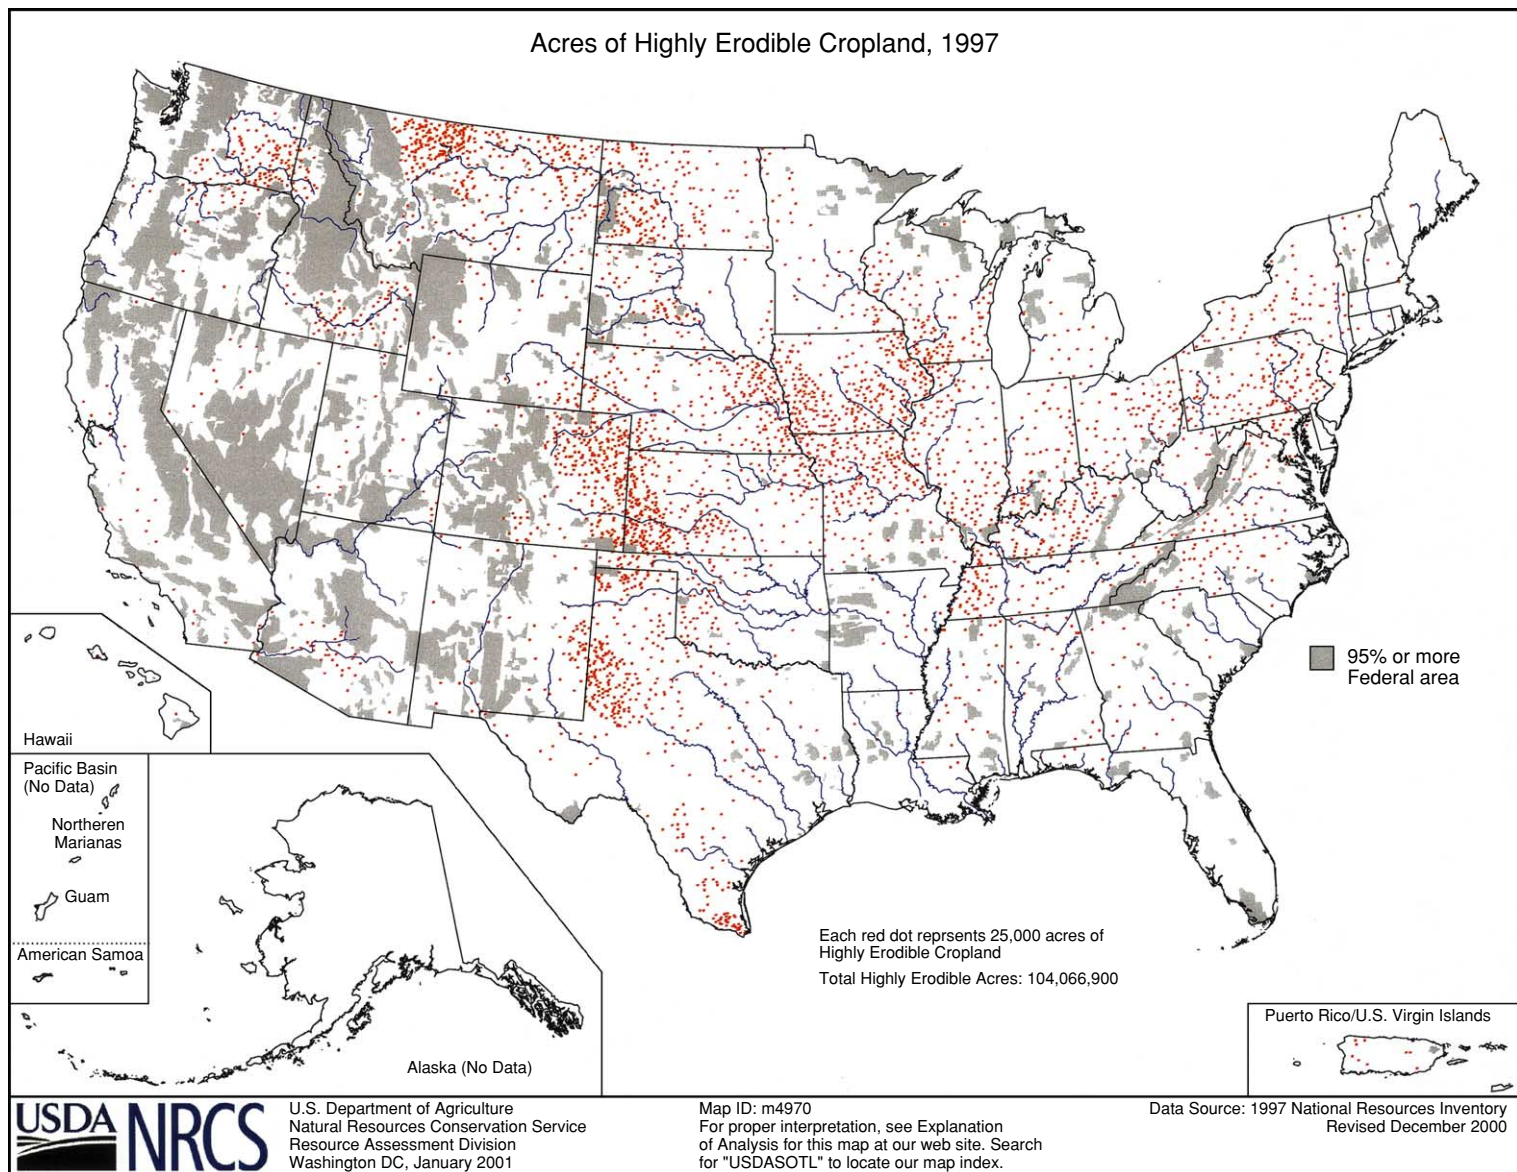 Acres of Highly Erodible Cropland, 1997
95% or more
Federal area
Hawaii
Pacific Basin
(No Data)
Northeren
Marianas
Guam
American Samoa
Alaska (No Data)
Each red dot reprsents 25,000 acres of
Highly Erodible Cropland
Total Highly Erodible Acres: 104,066,900
Puerto Rico/U.S. Virgin Islands
USDA NRCS
U.S. Department of Agriculture
Natural Resources Conservation Service
Resource Assessment Division
Washington DC, January 2001
Map ID: m4970
For proper interpretation, see Explanation
of Analysis for this map at our web site. Search
for "USDASOTL" to locate our map index.
Data Source: 1997 National Resources Inventory
Revised December 2000